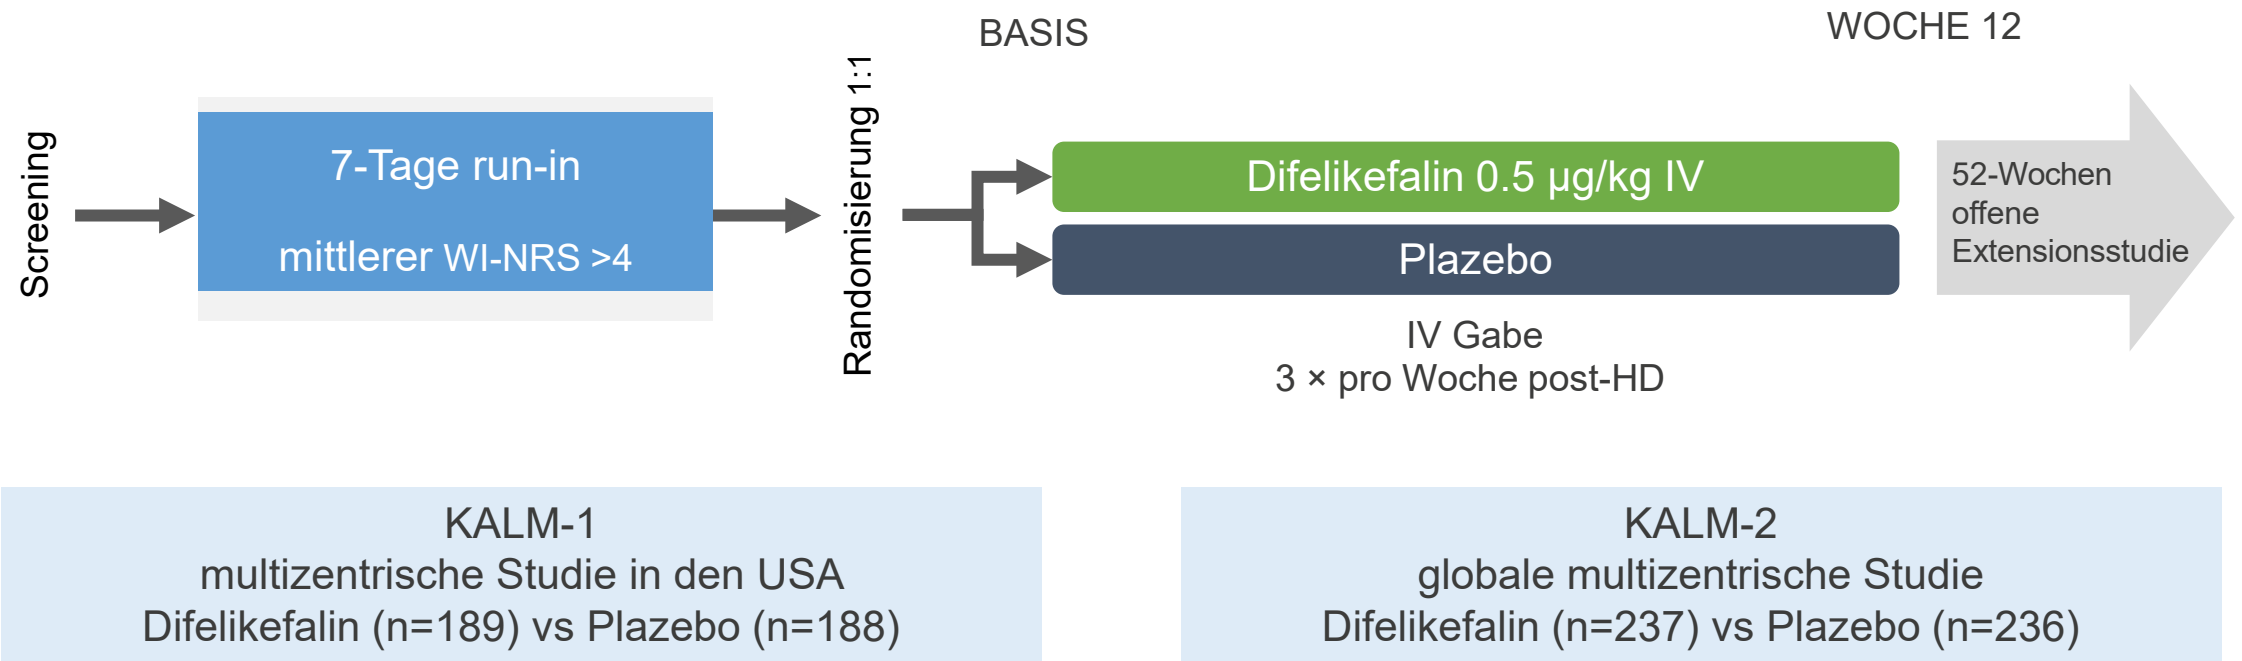 BASIS
WOCHE 12
Screening
7-Tage run-in
mittlerer WI-NRS >4
Randomisierung 1:1
Difelikefalin 0.5 µg/kg IV
Plazebo
IV Gabe
3 × pro Woche post-HD
52-Wochen
offene
Extensionsstudie
KALM-1
multizentrische Studie in den USA
Difelikefalin (n=189) vs Plazebo (n=188)
KALM-2
globale multizentrische Studie
Difelikefalin (n=237) vs Plazebo (n=236)